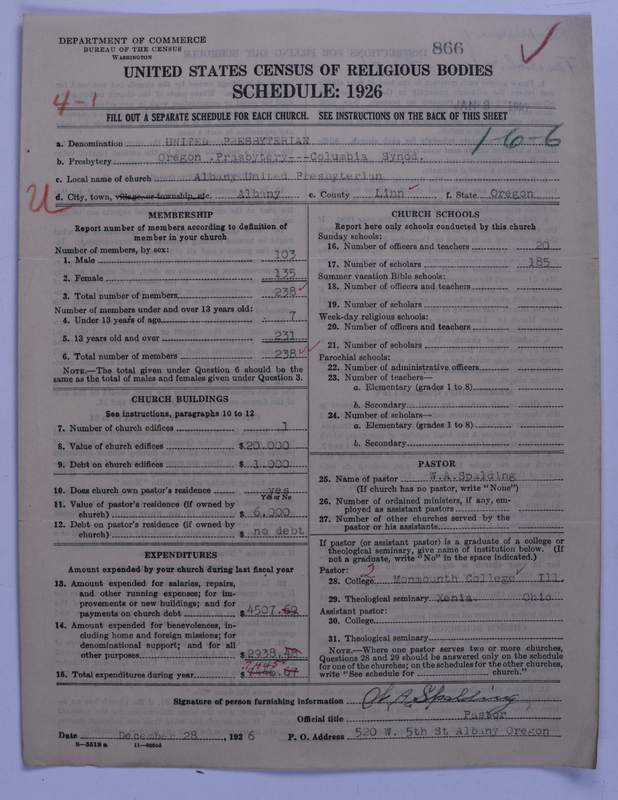 DEPARTMENT OF COMMERCE
BUREAU OF THE CENSUS
WASHINGTON
866
UNITED STATES CENSUS OF RELIGIOUS BODIES
SCHEDULE: 1926
4-1
JAN 3
FILL OUT A SEPARATE SCHEDULE FOR EACH CHURCH. SEE INSTRUCTIONS ON THE BACK OF THIS SHEET
a. Denomination UNITED PRESBYTERIAN
16-6
b. Presbytery Oregon Presbytery---Columbia Synod.
c. Local name of church Albany United Presbyterian
U
d. City, town, village, or township, etc. Albany e. County Linn f. State Oregon
MEMBERSHIP
Report number of members according to definition of
member in your church
Number of members, by sex:
1. Male 103
2. Female 135
3. Total number of members 238
Number of members under and over 13 years old:
4. Under 13 years of age 7
5. 13 years old and over 231
6. Total number of members 238
NOTE.—The total given under Question 6 should be
same as the total of males and females given under Question 3.
CHURCH BUILDINGS
See instructions, paragraphs 10 to 12
7. Number of church edifices 1
8. Value of church edifices $20.000
9. Debt on church edifices $ 1.000
10. Does church own pastor's residence yes
Yes or No
11. Value of pastor's residence (if owned by
church) $ 6.000
12. Debt on pastor's residence (if owned by
church) $ no debt
EXPENDITURES
Amount expended by your church during last fiscal year
13. Amount expended for salaries, repairs,
and other running expenses; for im-
provements or new buildings; and for
payments on church debt $4507.62
14. Amount expended for benevolences, in-
cluding home and foreign missions; for
denominational support; and for all
other purposes $2938.45
7,445
15. Total expenditures during year $7446.07
CHURCH SCHOOLS
Report here only schools conducted by this church
Sunday schools:
16. Number of officers and teachers 20
17. Number of scholars 185
Summer vacation Bible schools:
18. Number of officers and teachers
19. Number of scholars
Week-day religious schools:
20. Number of officers and teachers
21. Number of scholars
Parochial schools:
22. Number of administrative officers
23. Number of teachers—
a. Elementary (grades 1 to 8)
b. Secondary
24. Number of scholars—
a. Elementary (grades 1 to 8)
b. Secondary
PASTOR
25. Name of pastor W.A.Spalding
(If church has no pastor, write "None")
26. Number of ordained ministers, if any, em-
ployed as assistant pastors
27. Number of other churches served by the
pastor or his assistants
If pastor (or assistant pastor) is a graduate of a college or
theological seminary, give name of institution below. (If
not a graduate, write "No" in the space indicated.)
Pastor: 2
28. College Monmounth College Ill.
29. Theological seminary Xenia Ohio
Assistant pastor:
30. College
31. Theological seminary
NOTE.—Where one pastor serves two or more churches,
Questions 28 and 29 should be answered only on the schedule
for one of the churches; on the schedules for the other churches,
write "See schedule for church."
Signature of person furnishing information W A Spalding
Official title Pastor
Date December 28, 1926 P. O. Address 520 W. 5th St Albany Oregon
8—5518 a